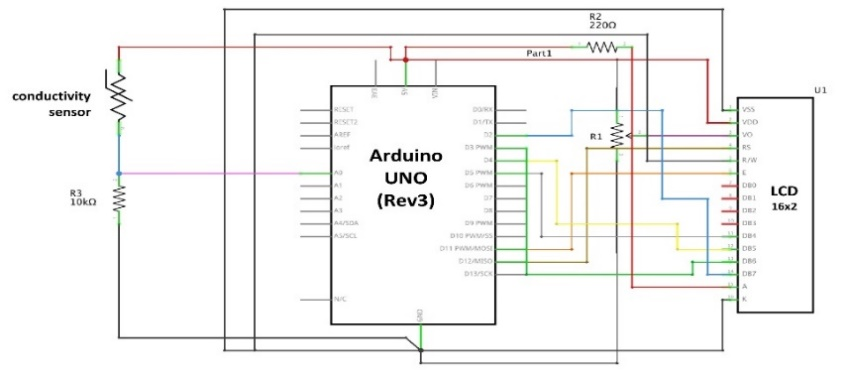 R2
220Ω
Part1
conductivity
sensor
R3
10kΩ
Arduino
UNO
(Rev3)
RESET
RESET2
AREF
ioref
A0
A1
A2
A3
A4/SDA
A5/SCL
N/C
3V3
5V
VIN
GND
D0/RX
D1/TX
D2
D3 PWM
D4
D5 PWM
D6 PWM
D7
D8
D9 PWM
D10 PWM/SS
D11 PWM/MOSI
D12/MISO
D13/SCK
R1
U1
LCD
16x2
VSS
VDD
VO
RS
R/W
E
DB0
DB1
DB2
DB3
DB4
DB5
DB6
DB7
A
K